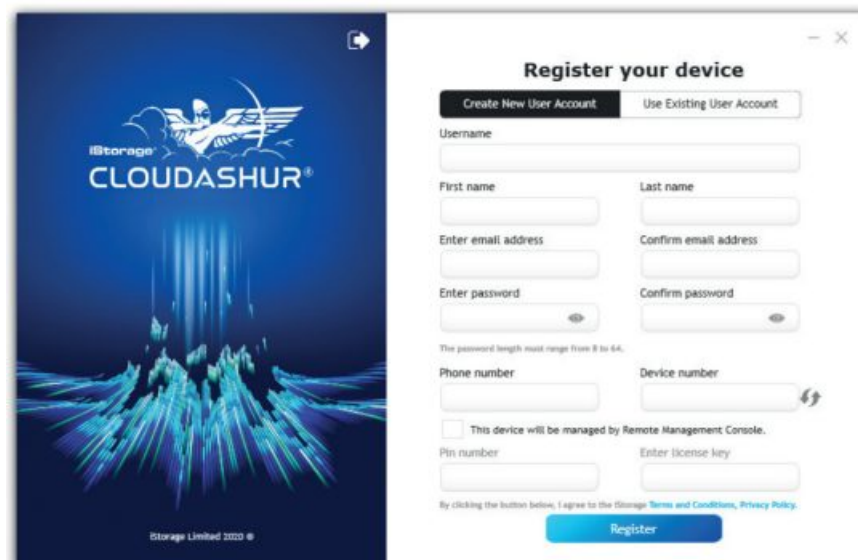 iStorage®
CLOUDASHUR®
iStorage Limited 2020 ©
Register your device
Create New User Account Use Existing User Account
Username
First name Last name
Enter email address Confirm email address
Enter password Confirm password
The password length must range from 8 to 64.
Phone number Device number
This device will be managed by Remote Management Console.
Pin number Enter license key
By clicking the button below, I agree to the iStorage Terms and Conditions, Privacy Policy.
Register